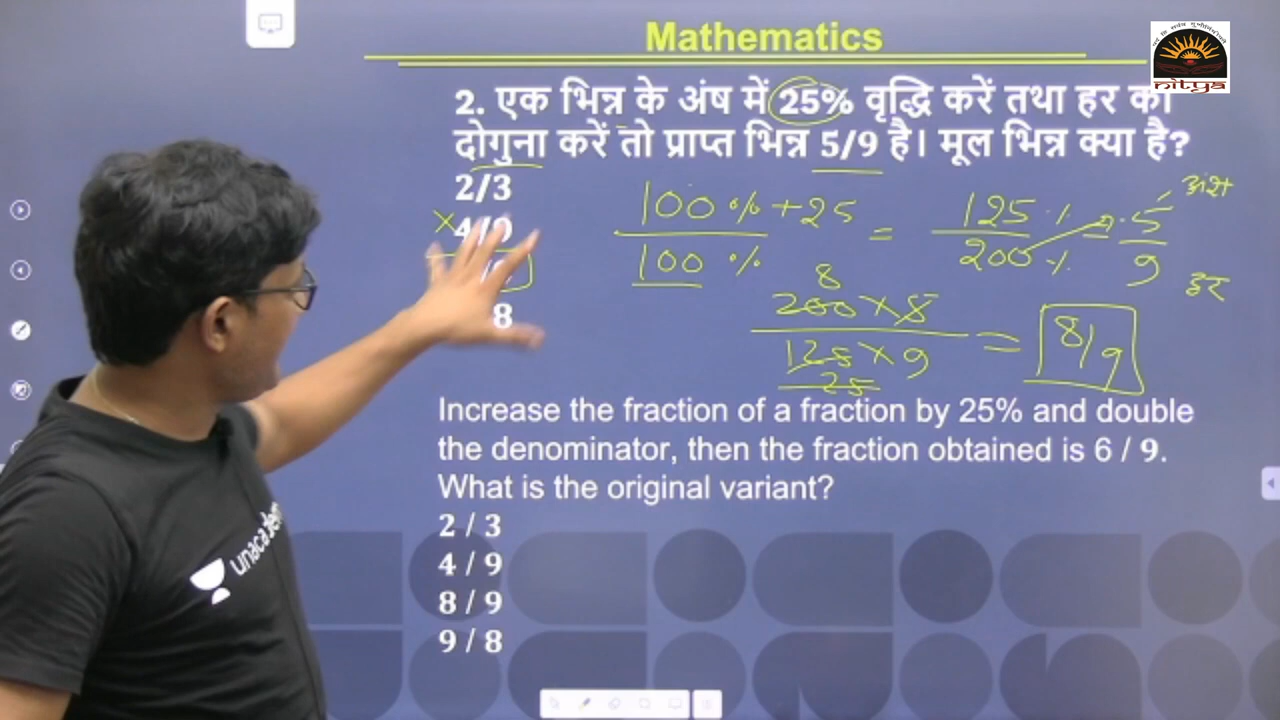 Mathematics
nitya
2. एक भिन्न के अंष में 25% वृद्धि करें तथा हर को
दोगुना करें तो प्राप्त भिन्न 5/9 है। मूल भिन्न क्या है?
2/3
8
100 % + 25
100 %
=
125 %
200 %
=
5
9
अंश
हर
8
200 × 5
125 × 9
25
= 8/9
Increase the fraction of a fraction by 25% and double
the denominator, then the fraction obtained is 6 / 9.
What is the original variant?
2 / 3
4 / 9
8 / 9
9 / 8
unacadem